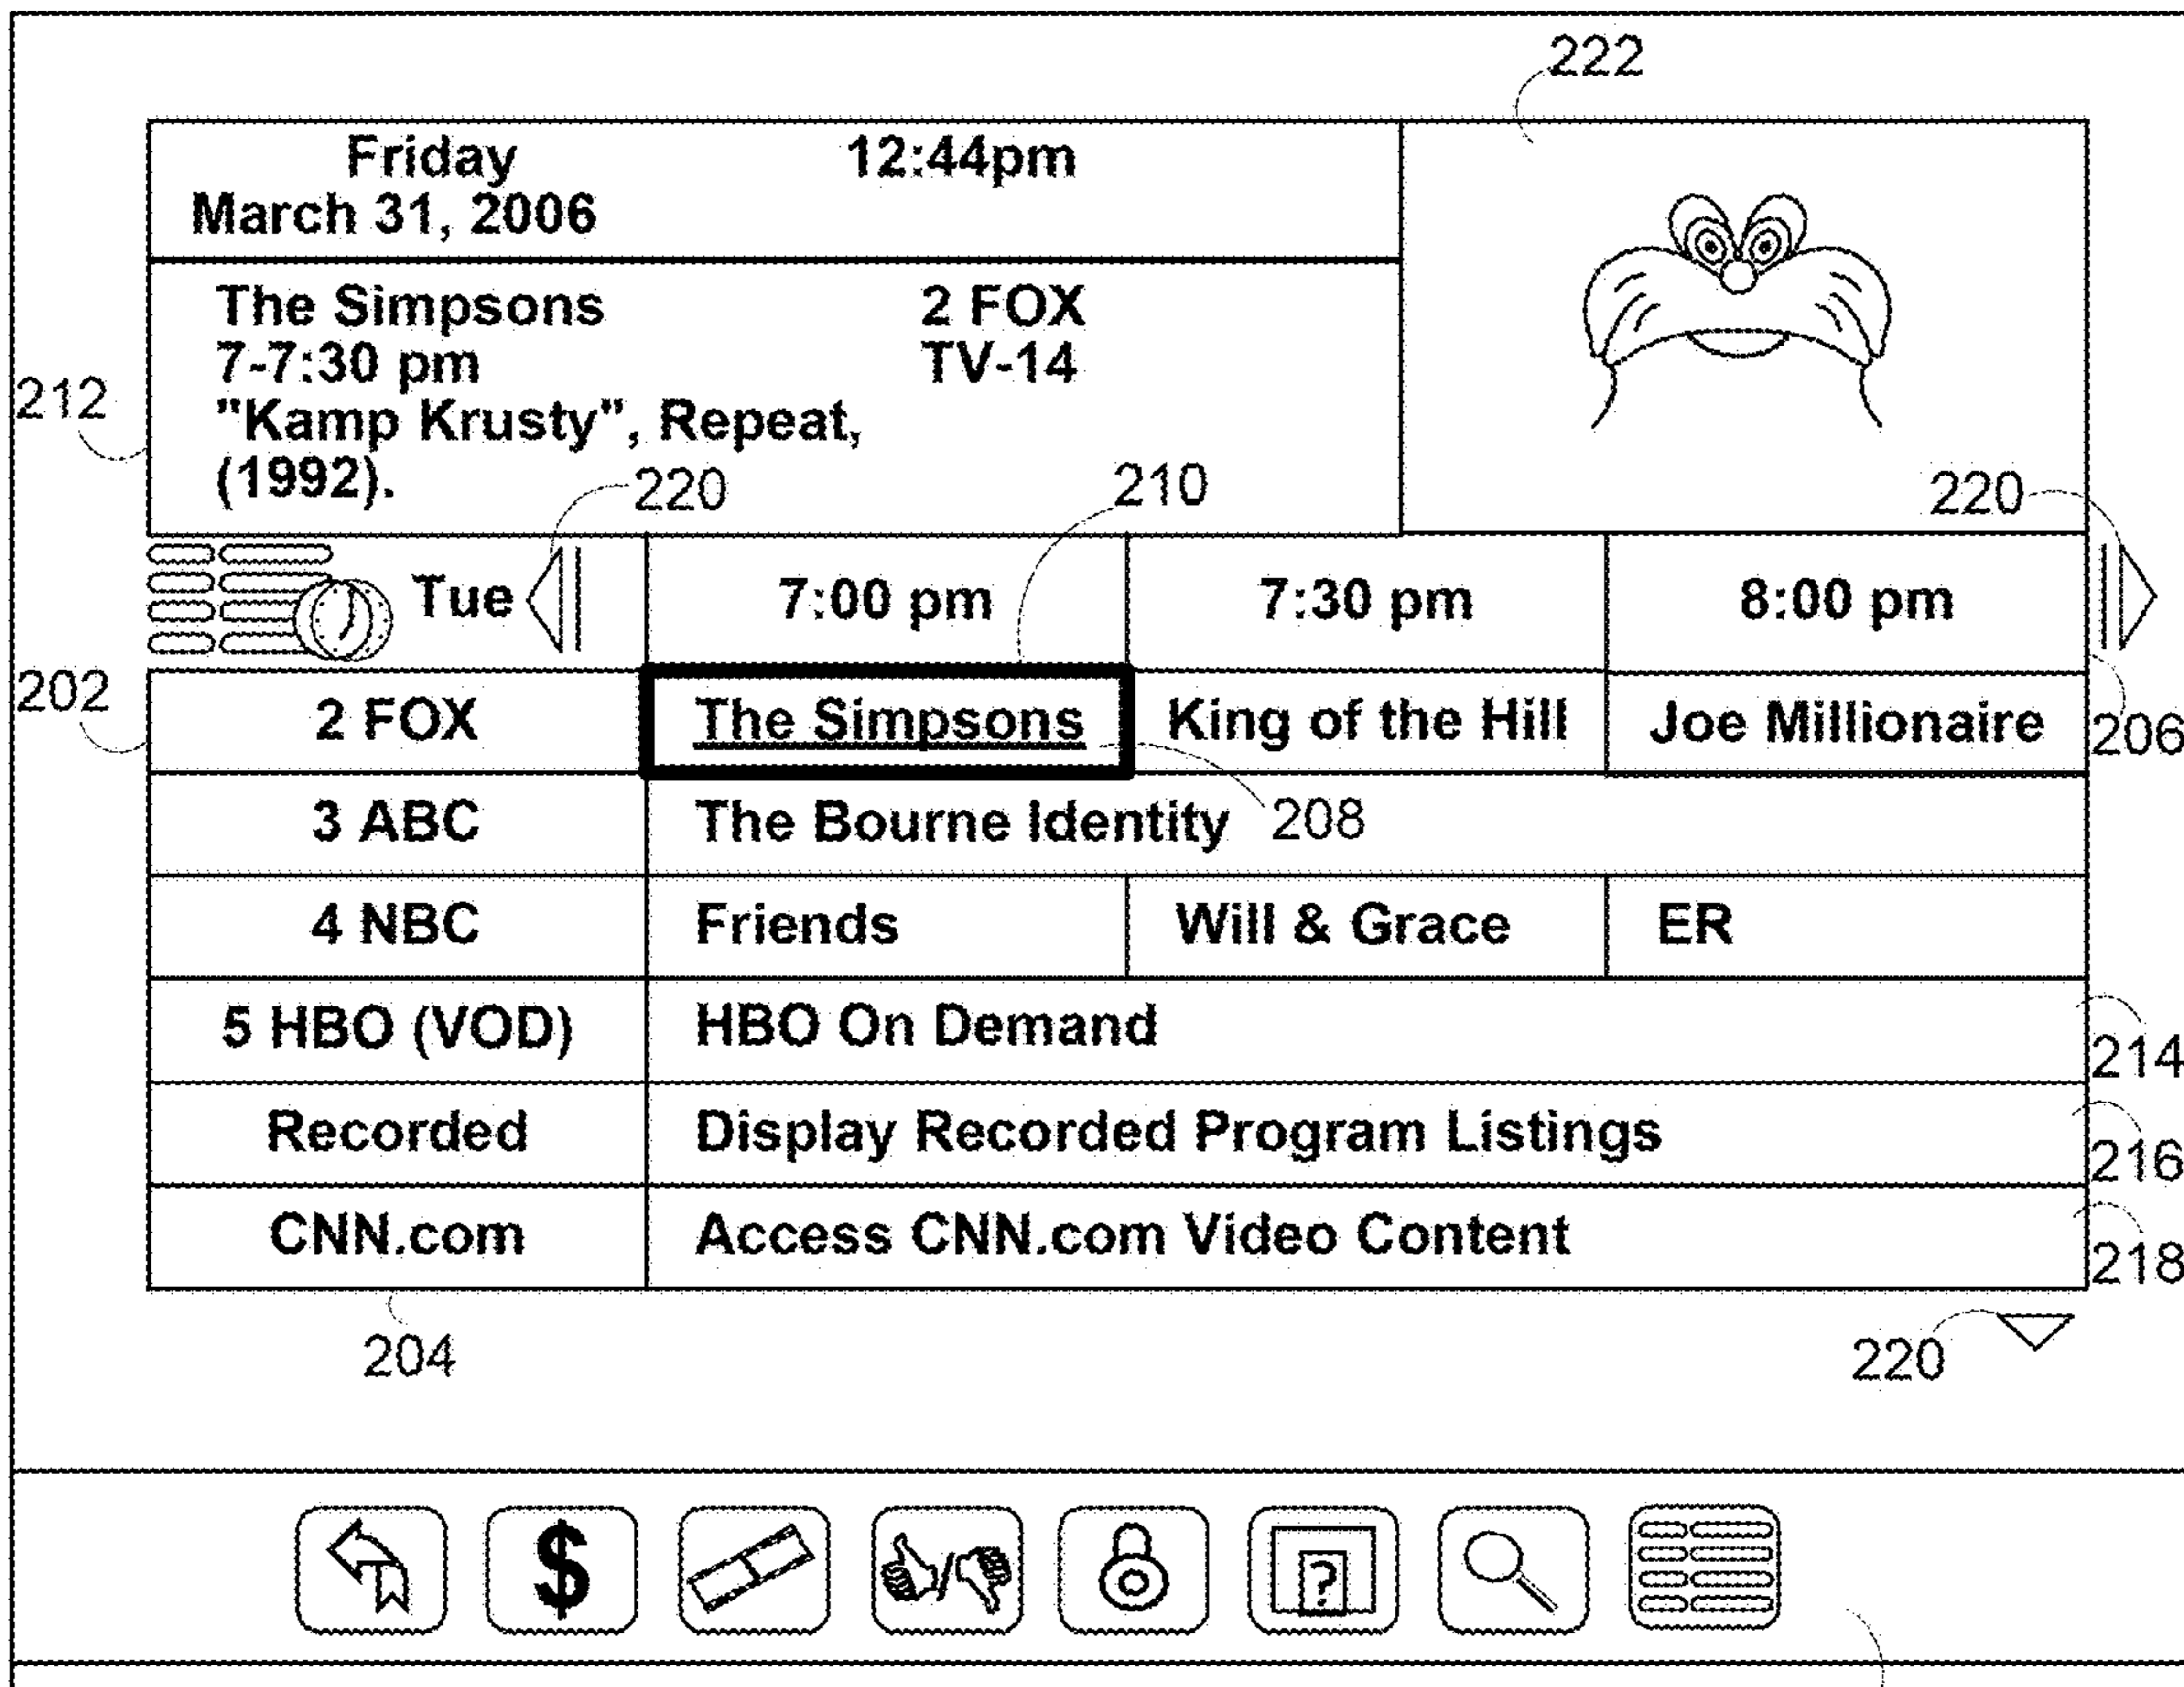 222
Friday 12:44pm
March 31, 2006
The Simpsons 2 FOX
7-7:30 pm TV-14
212
"Kamp Krusty", Repeat,
(1992).
220 210 220
Tue 7:00 pm 7:30 pm 8:00 pm
202
2 FOX The Simpsons King of the Hill Joe Millionaire 206
3 ABC The Bourne Identity 208
4 NBC Friends Will & Grace ER
5 HBO (VOD) HBO On Demand
214
Recorded Display Recorded Program Listings
216
CNN.com Access CNN.com Video Content
218
204 220
$ ?